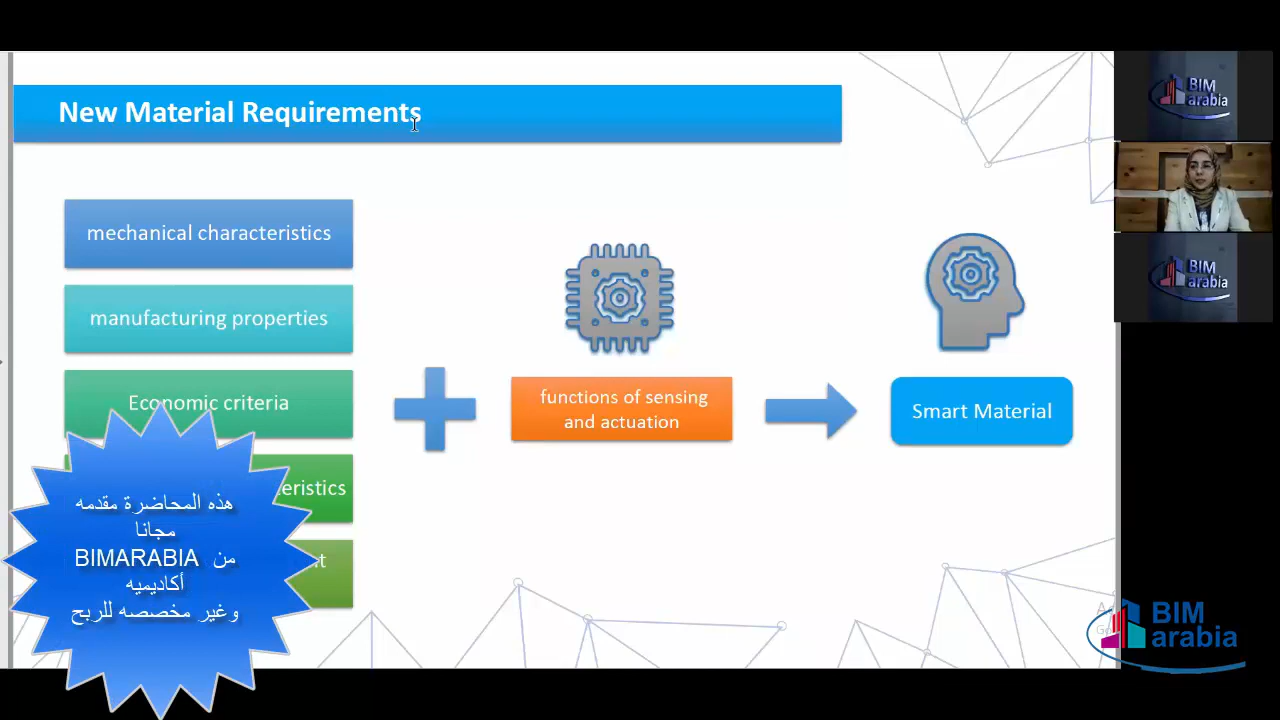 New Material Requirements
mechanical characteristics
manufacturing properties
Economic criteria
functions of sensing
and actuation
Smart Material
هذه المحاضرة مقدمه
مجانا
من BIMARABIA
أكاديميه
وغير مخصصه للربح
BIM
arabia
BIM
arabia
BIM
arabia